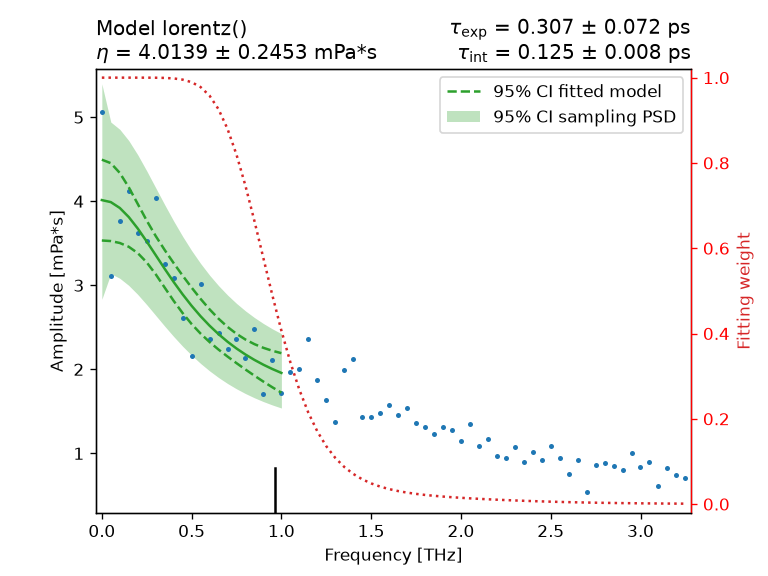 Model lorentz()
η = 4.0139 ± 0.2453 mPa*s
τexp = 0.307 ± 0.072 ps
τint = 0.125 ± 0.008 ps
95% CI fitted model
95% CI sampling PSD
Amplitude [mPa*s]
5
4
3
2
1
1.0
0.8
0.6
0.4
0.2
0.0
Fitting weight
0.0 0.5 1.0 1.5 2.0 2.5 3.0
Frequency [THz]